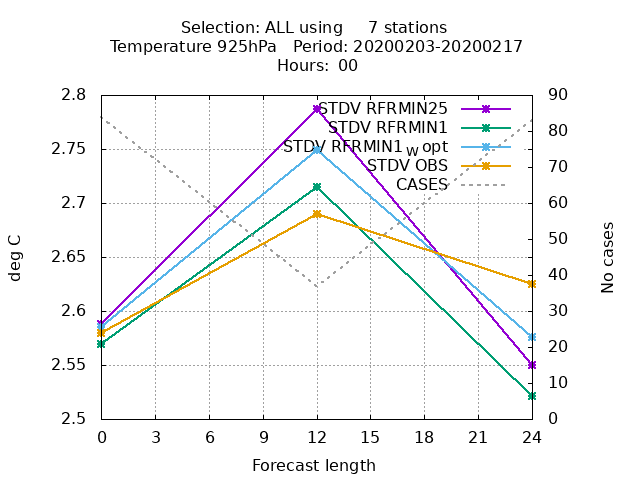 Selection: ALL using     7 stations
Temperature 925hPa   Period: 20200203-20200217
Hours:  00
2.8
2.75
2.7
2.65
2.6
2.55
2.5
deg C
STDV RFRMIN25
STDV RFRMIN1
STDV RFRMIN1_W opt
STDV OBS
CASES
90
80
70
60
50
40
30
20
10
0
No cases
0 3 6 9 12 15 18 21 24
Forecast length